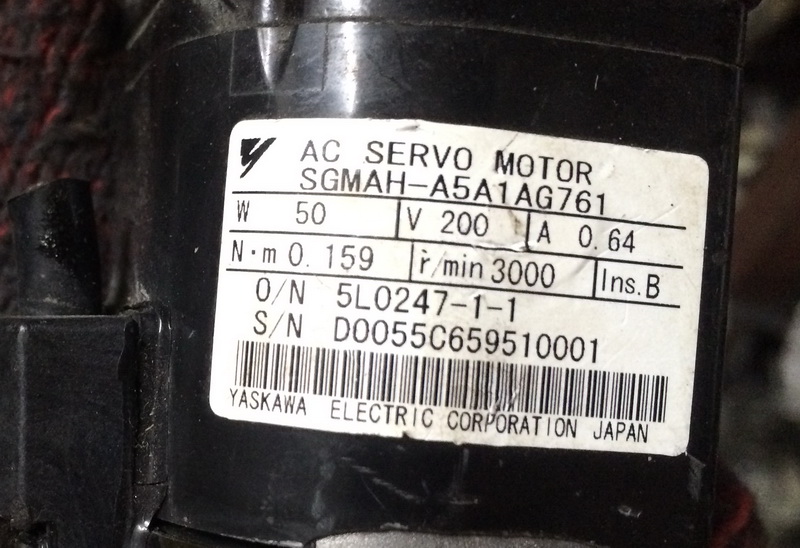 AC SERVO MOTOR
SGMAH-A5A1AG761
W 50 V 200 A 0.64
N·m 0.159 r/min 3000 Ins.B
O/N 5L0247-1-1
S/N D0055C659510001
YASKAWA ELECTRIC CORPORATION JAPAN